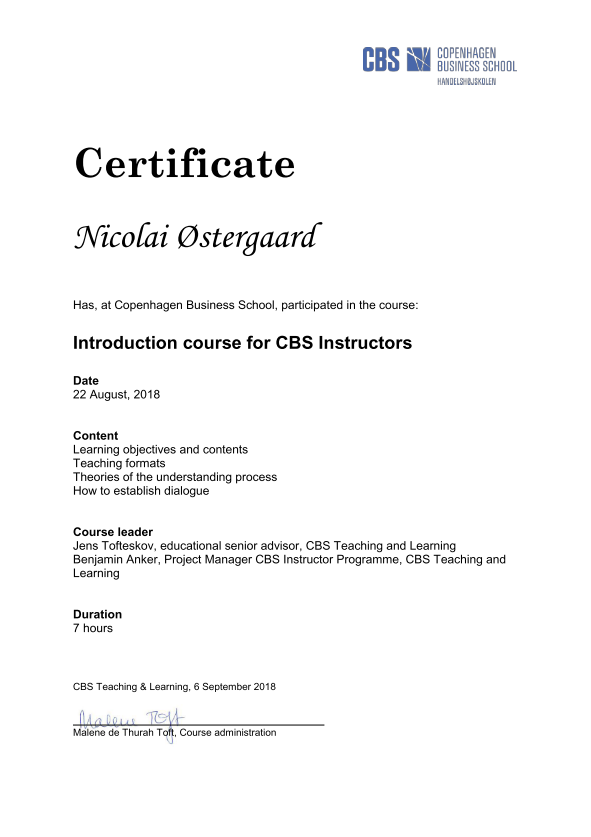 CBS COPENHAGEN
BUSINESS SCHOOL
HANDELSHØJSKOLEN
Certificate
Nicolai Østergaard
Has, at Copenhagen Business School, participated in the course:
Introduction course for CBS Instructors
Date
22 August, 2018
Content
Learning objectives and contents
Teaching formats
Theories of the understanding process
How to establish dialogue
Course leader
Jens Tofteskov, educational senior advisor, CBS Teaching and Learning
Benjamin Anker, Project Manager CBS Instructor Programme, CBS Teaching and
Learning
Duration
7 hours
CBS Teaching & Learning, 6 September 2018
Malene Toft
Malene de Thurah Toft, Course administration